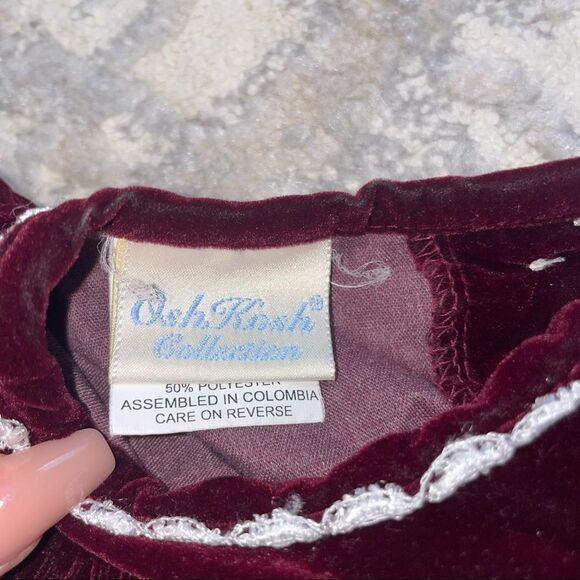 OshKosh®
Collection
50% POLYESTER
ASSEMBLED IN COLOMBIA
CARE ON REVERSE